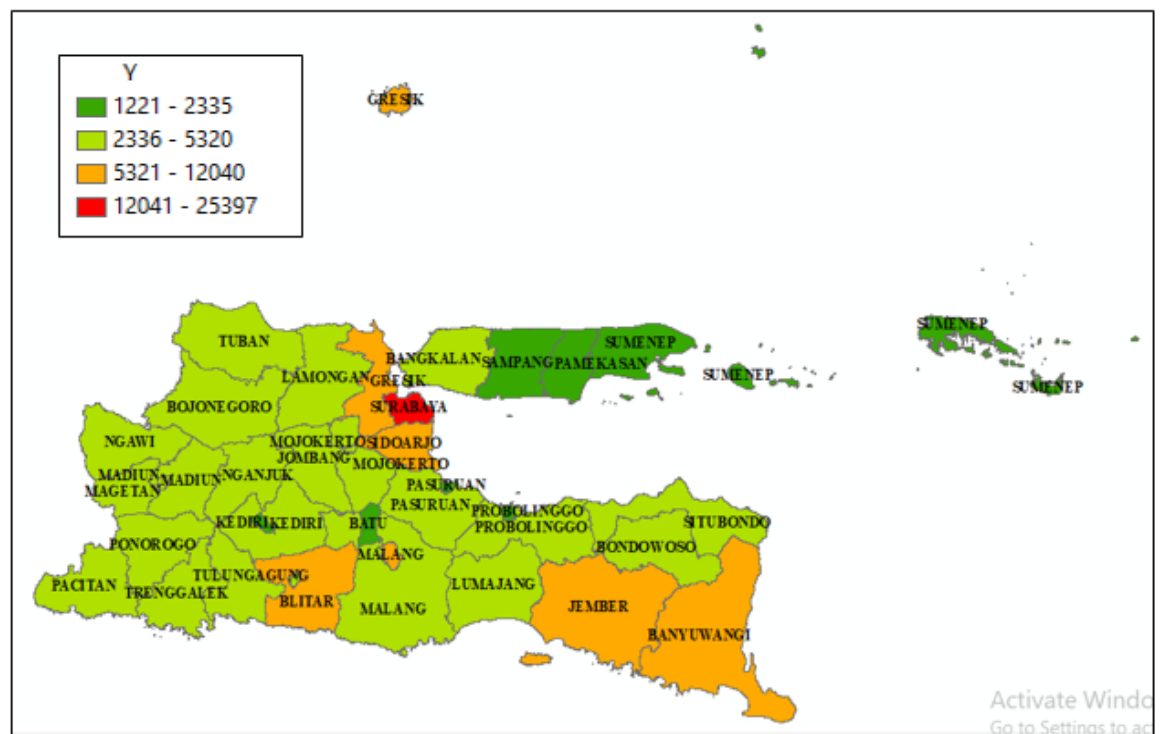 Y
1221 - 2335
2336 - 5320
5321 - 12040
12041 - 25397
GRESIK
TUBAN
SUMENEP
SUMENEP
BANGKALAN
SAMPANG
PAMEKASAN
LAMONGAN
GRESIK
SUMENEP
SUMENEP
BOJONEGORO
SURABAYA
NGAWI
MOJOKERTO
SIDOARJO
JOMBANG
MOJOKERTO
MADIUN
MADIUN
NGANJUK
MAGETAN
PASURUAN
PASURUAN
KEDIRI
KEDIRI
BATU
PROBOLINGGO
PROBOLINGGO
SITUBONDO
PONOROGO
MALANG
BONDOWOSO
PACITAN
TRENGGALEK
TULUNGAGUNG
BLITAR
MALANG
LUMAJANG
JEMBER
BANYUWANGI
Activate Windo
Go to Settings to act